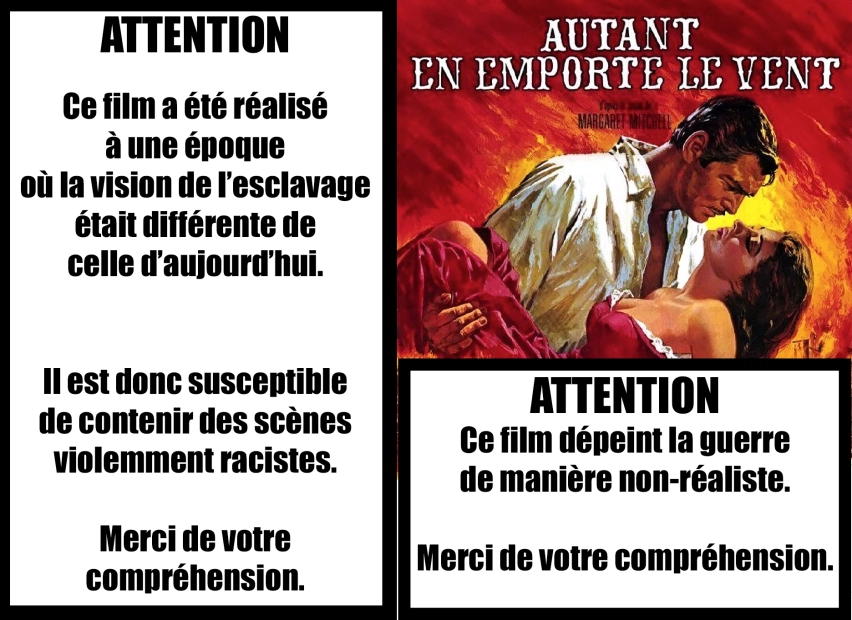 ATTENTION
Ce film a été réalisé
à une époque
où la vision de l'esclavage
était différente de
celle d'aujourd'hui.
Il est donc susceptible
de contenir des scènes
violemment racistes.
Merci de votre
compréhension.
AUTANT
EN EMPORTE LE VENT
MARGARET MITCHELL
ATTENTION
Ce film dépeint la guerre
de manière non-réaliste.
Merci de votre compréhension.